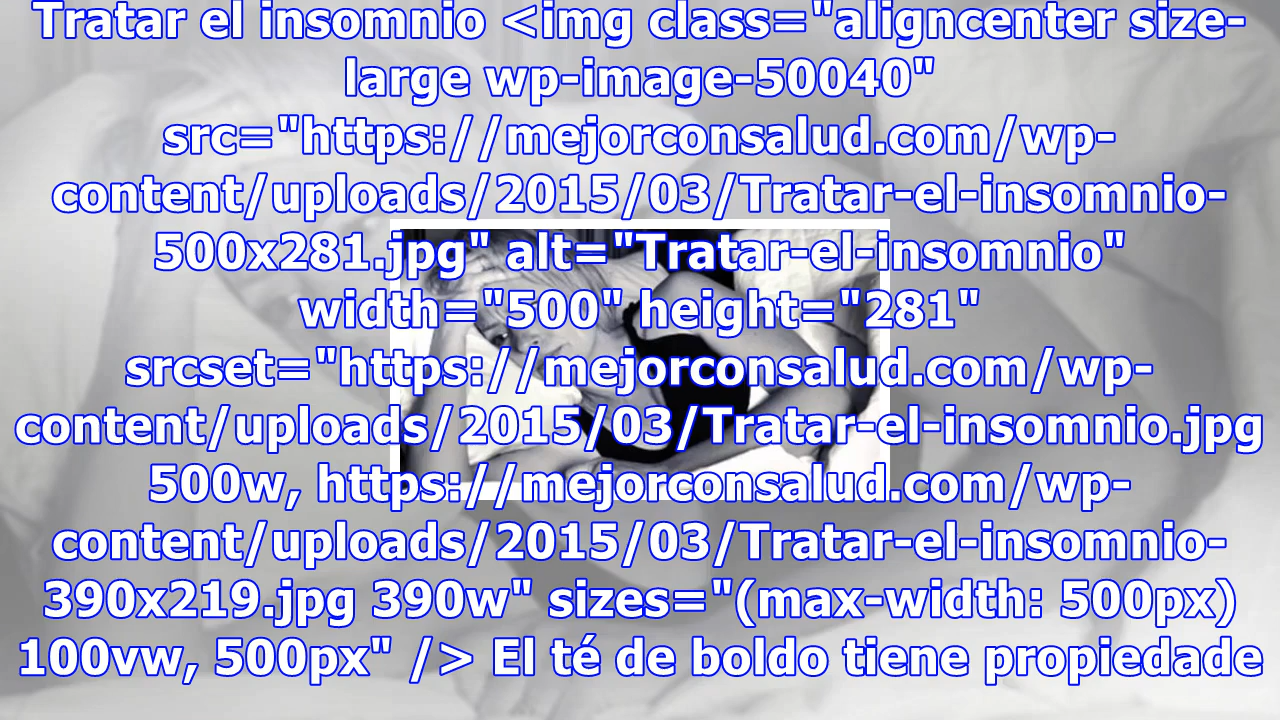 Tratar el insomnio <img class="aligncenter size-
large wp-image-50040"
src="https://mejorconsalud.com/wp-
content/uploads/2015/03/Tratar-el-insomnio-
500x281.jpg" alt="Tratar-el-insomnio"
width="500" height="281"
srcset="https://mejorconsalud.com/wp-
content/uploads/2015/03/Tratar-el-insomnio.jpg
500w, https://mejorconsalud.com/wp-
content/uploads/2015/03/Tratar-el-insomnio-
390x219.jpg 390w" sizes="(max-width: 500px)
100vw, 500px" /> El té de boldo tiene propiedade